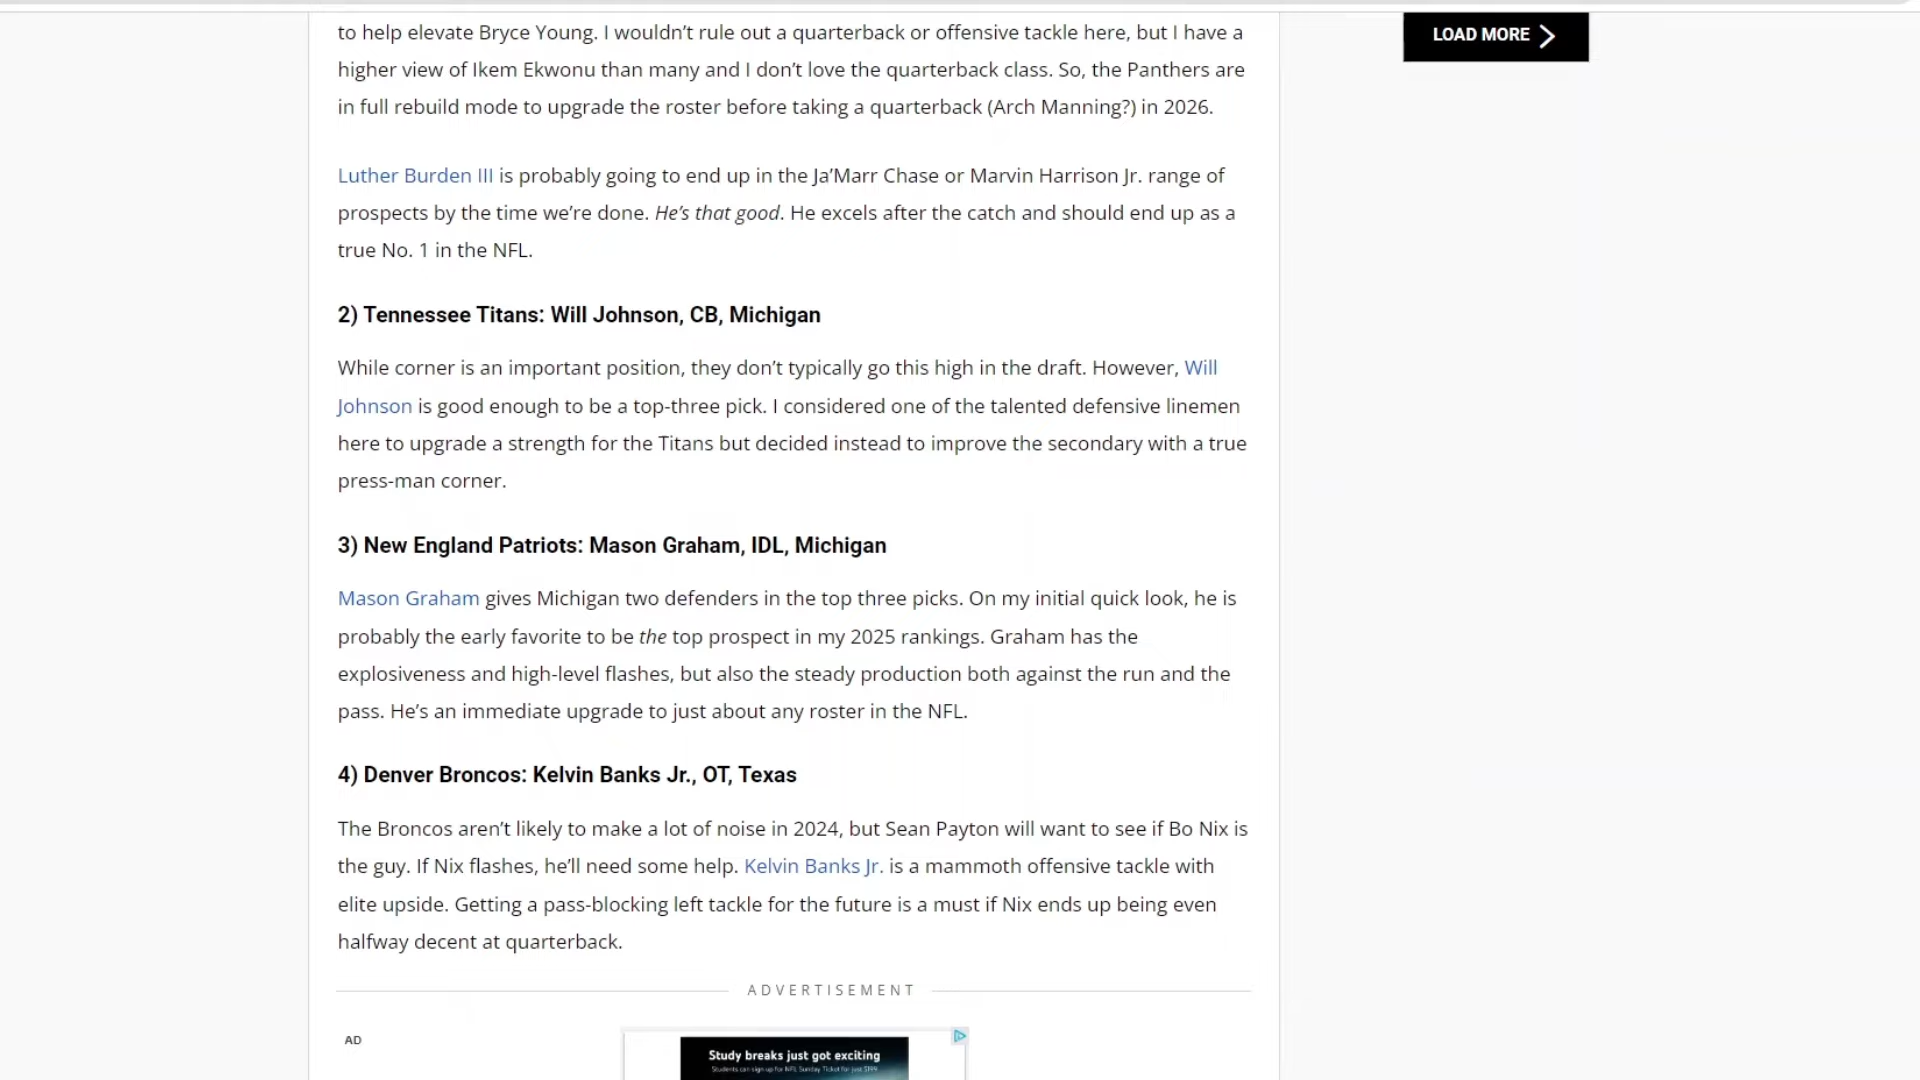 to help elevate Bryce Young. I wouldn’t rule out a quarterback or offensive tackle here, but I have a
LOAD MORE
higher view of Ikem Ekwonu than many and I don’t love the quarterback class. So, the Panthers are
in full rebuild mode to upgrade the roster before taking a quarterback (Arch Manning?) in 2026.
Luther Burden III is probably going to end up in the Ja’Marr Chase or Marvin Harrison Jr. range of
prospects by the time we’re done. He’s that good. He excels after the catch and should end up as a
true No. 1 in the NFL.
2) Tennessee Titans: Will Johnson, CB, Michigan
While corner is an important position, they don’t typically go this high in the draft. However, Will
Johnson is good enough to be a top-three pick. I considered one of the talented defensive linemen
here to upgrade a strength for the Titans but decided instead to improve the secondary with a true
press-man corner.
3) New England Patriots: Mason Graham, IDL, Michigan
Mason Graham gives Michigan two defenders in the top three picks. On my initial quick look, he is
probably the early favorite to be the top prospect in my 2025 rankings. Graham has the
explosiveness and high-level flashes, but also the steady production both against the run and the
pass. He’s an immediate upgrade to just about any roster in the NFL.
4) Denver Broncos: Kelvin Banks Jr., OT, Texas
The Broncos aren’t likely to make a lot of noise in 2024, but Sean Payton will want to see if Bo Nix is
the guy. If Nix flashes, he’ll need some help. Kelvin Banks Jr. is a mammoth offensive tackle with
elite upside. Getting a pass-blocking left tackle for the future is a must if Nix ends up being even
halfway decent at quarterback.
ADVERTISEMENT
AD
Study breaks just got exciting
Students can sign up for NFL Sunday Ticket for just $199